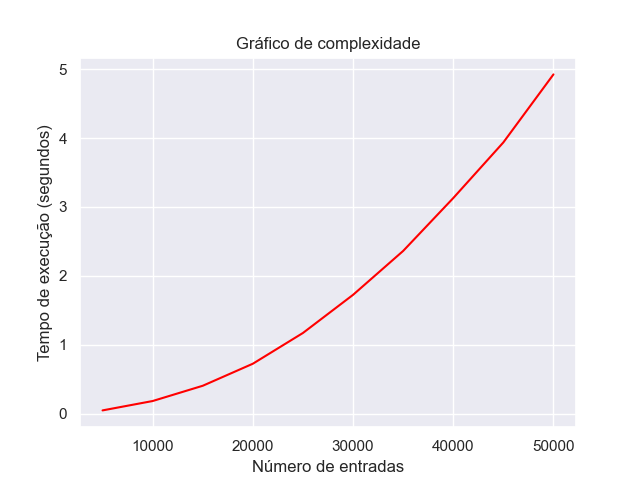 Gráfico de complexidade
5
4
3
2
1
0
Tempo de execução (segundos)
10000 20000 30000 40000 50000
Número de entradas